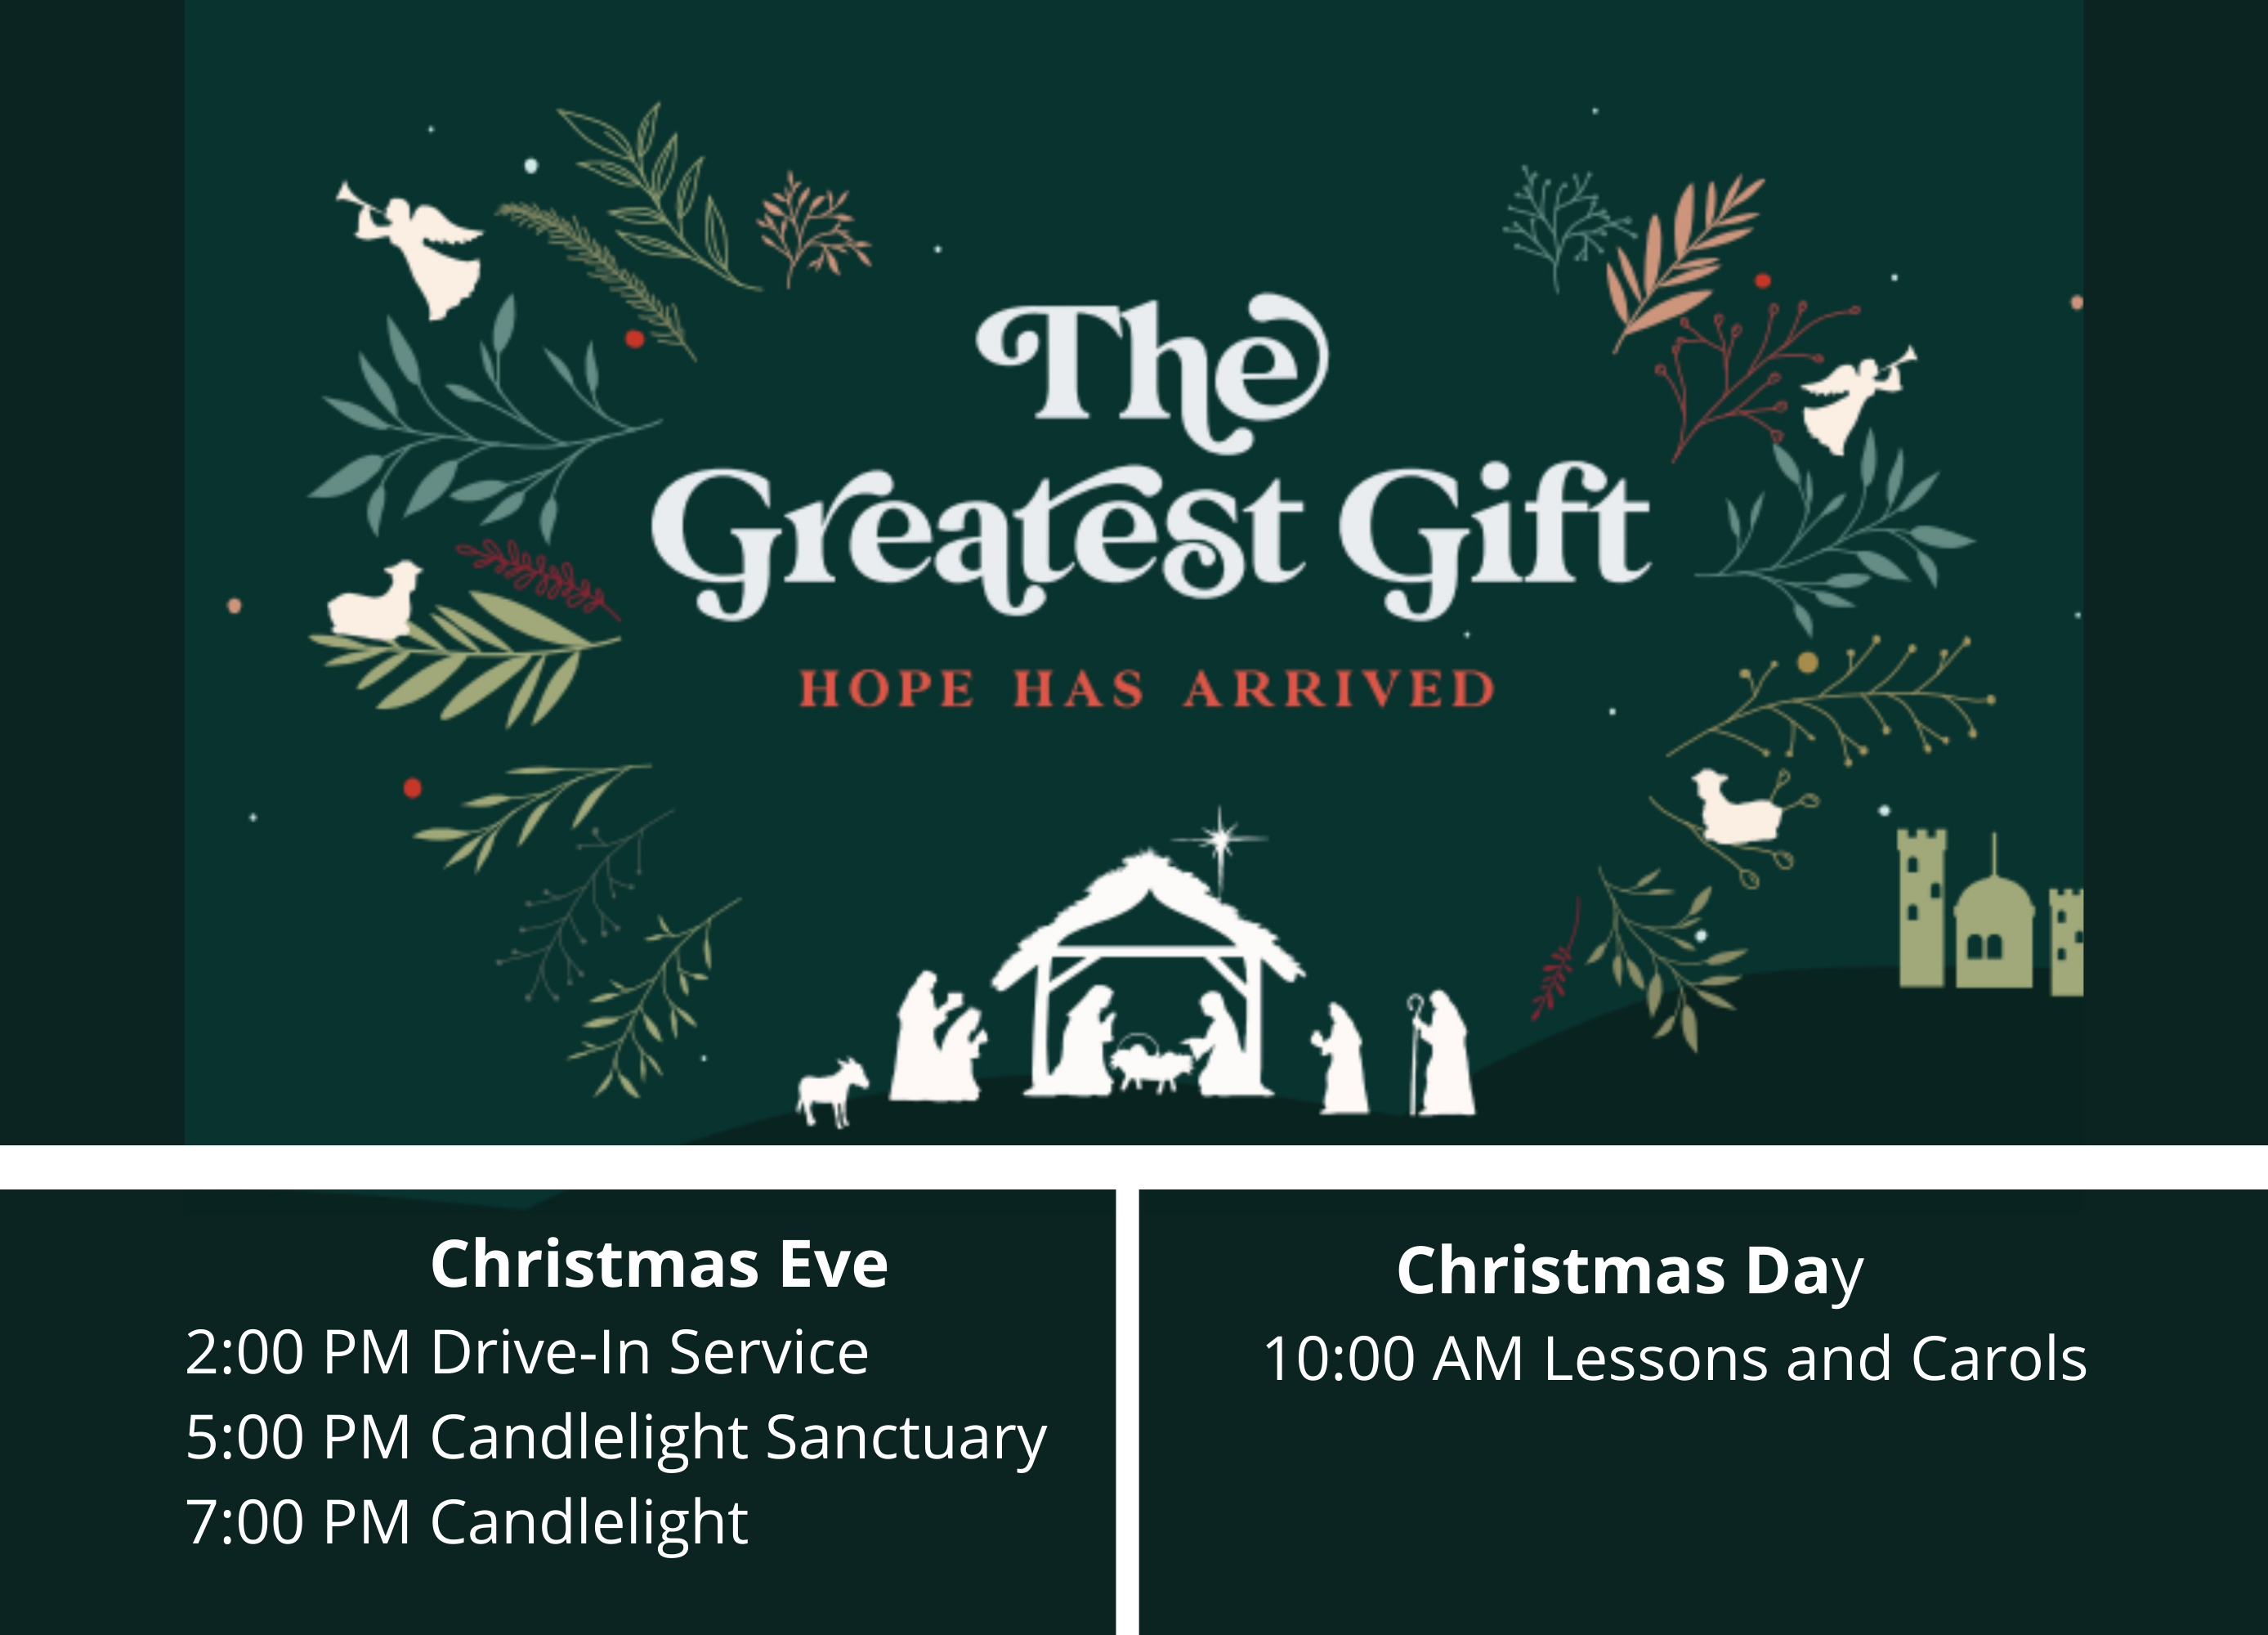 The
Greatest Gift
HOPE HAS ARRIVED
Christmas Eve
2:00 PM Drive-In Service
5:00 PM Candlelight Sanctuary
7:00 PM Candlelight
Christmas Day
10:00 AM Lessons and Carols